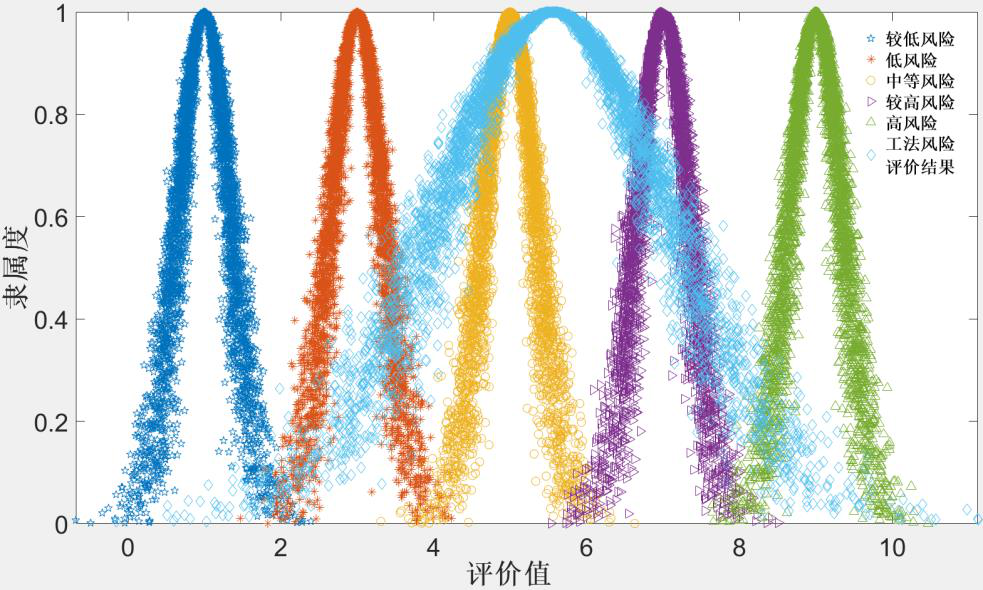 1
0.8
0.6
0.4
0.2
0
隶属度
0 2 4 6 8 10
评价值
较低风险
低风险
中等风险
较高风险
高风险
工法风险
评价结果